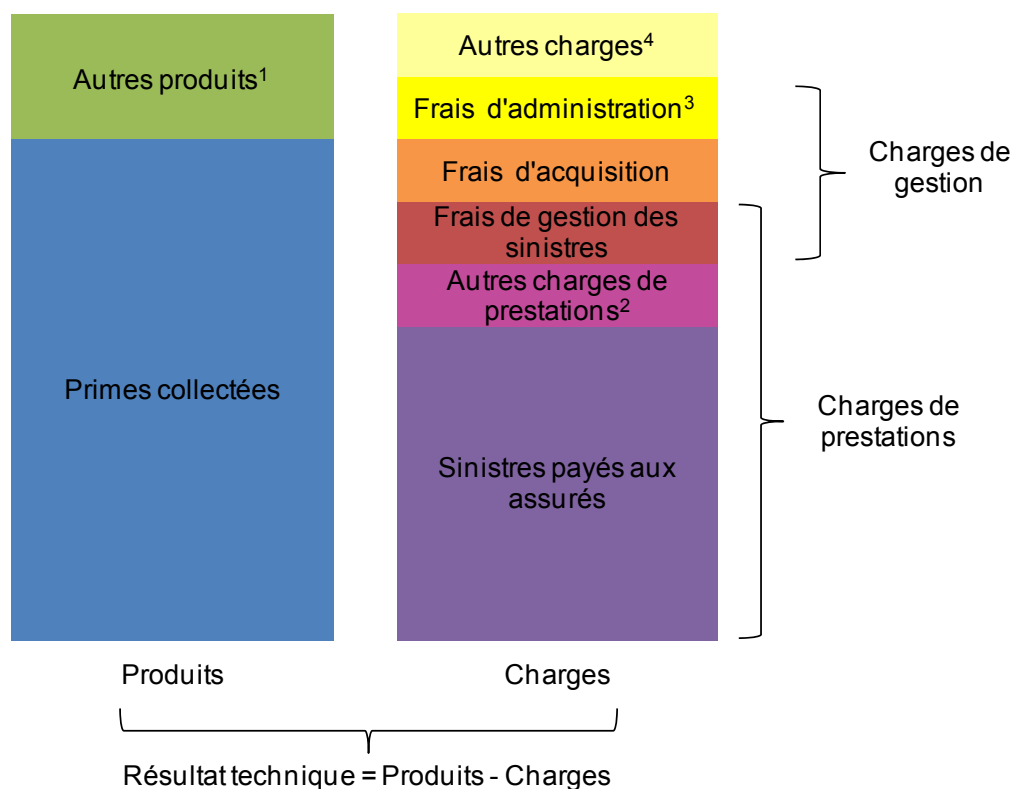 Autres produits¹
Primes collectées
Autres charges⁴
Frais d'administration³
Frais d'acquisition
Frais de gestion des
sinistres
Autres charges de
prestations²
Sinistres payés aux
assurés
Charges de
gestion
Charges de
prestations
Produits
Charges
Résultat technique = Produits - Charges